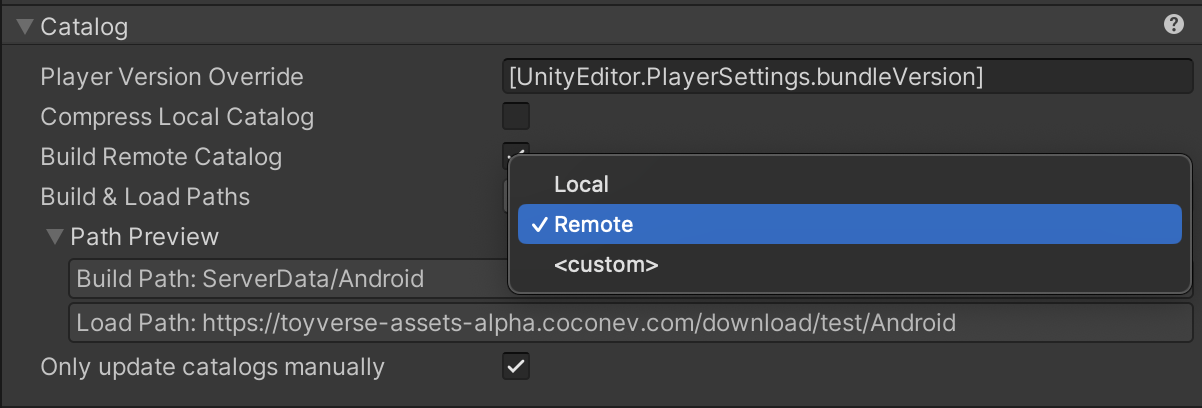 Catalog
Player Version Override
[UnityEditor.PlayerSettings.bundleVersion]
Compress Local Catalog
Build Remote Catalog
Build & Load Paths
Local
Remote
<custom>
Path Preview
Build Path: ServerData/Android
Load Path: https://toyverse-assets-alpha.coconev.com/download/test/Android
Only update catalogs manually